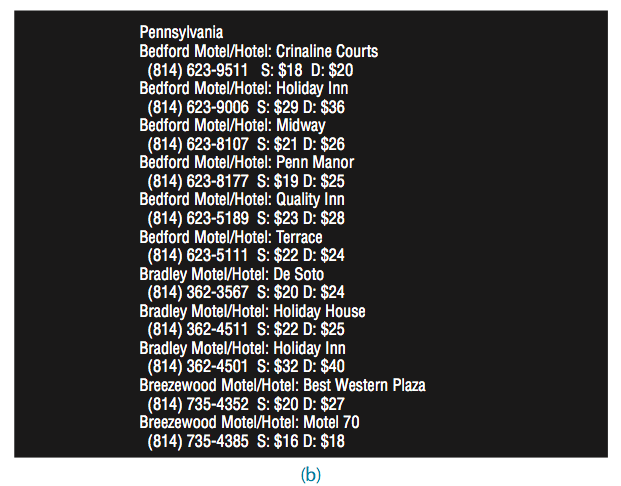 Pennsylvania
Bedford Motel/Hotel: Crinaline Courts
(814) 623-9511 S: $18 D: $20
Bedford Motel/Hotel: Holiday Inn
(814) 623-9006 S: $29 D: $36
Bedford Motel/Hotel: Midway
(814) 623-8107 S: $21 D: $26
Bedford Motel/Hotel: Penn Manor
(814) 623-8177 S: $19 D: $25
Bedford Motel/Hotel: Quality Inn
(814) 623-5189 S: $23 D: $28
Bedford Motel/Hotel: Terrace
(814) 623-5111 S: $22 D: $24
Bradley Motel/Hotel: De Soto
(814) 362-3567 S: $20 D: $24
Bradley Motel/Hotel: Holiday House
(814) 362-4511 S: $22 D: $25
Bradley Motel/Hotel: Holiday Inn
(814) 362-4501 S: $32 D: $40
Breezewood Motel/Hotel: Best Western Plaza
(814) 735-4352 S: $20 D: $27
Breezewood Motel/Hotel: Motel 70
(814) 735-4385 S: $16 D: $18
(b)